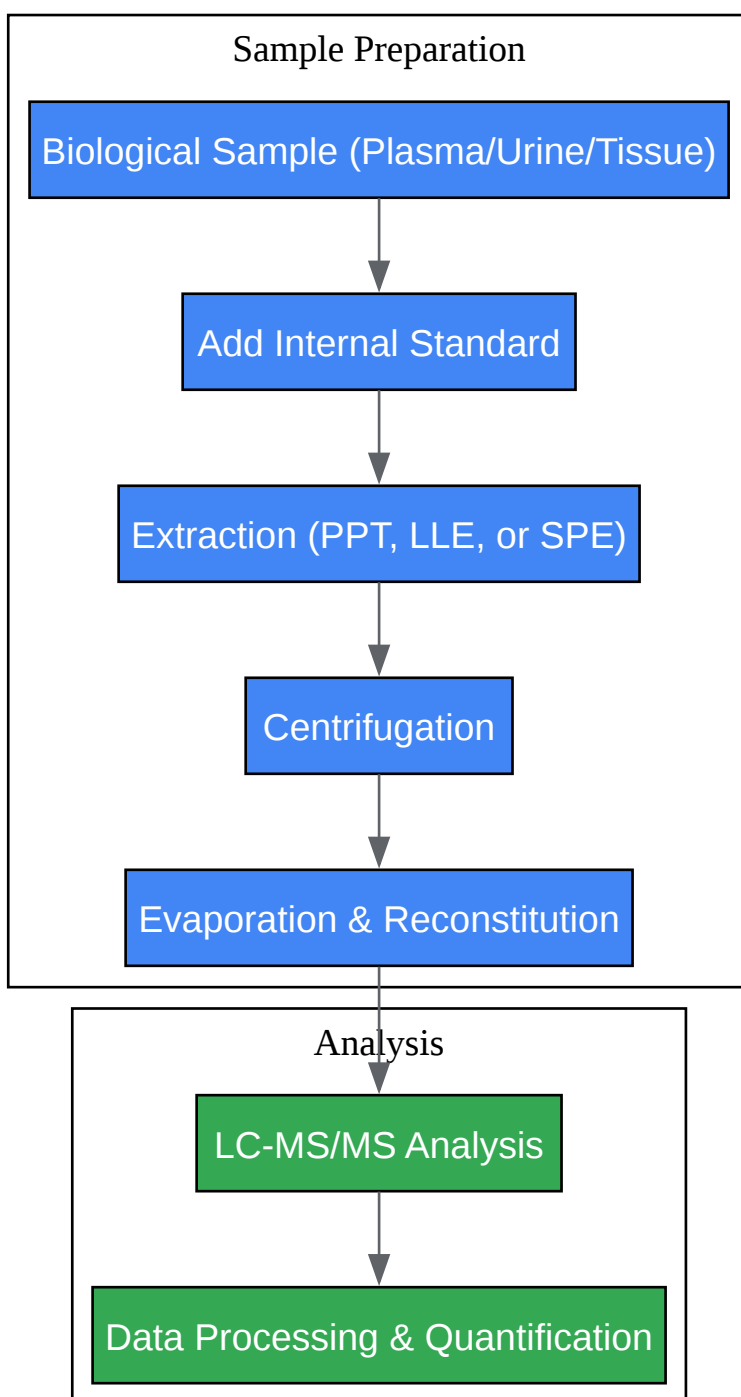 Sample Preparation
Biological Sample (Plasma/Urine/Tissue)
Add Internal Standard
Extraction (PPT, LLE, or SPE)
Centrifugation
Evaporation & Reconstitution
Analysis
LC-MS/MS Analysis
Data Processing & Quantification